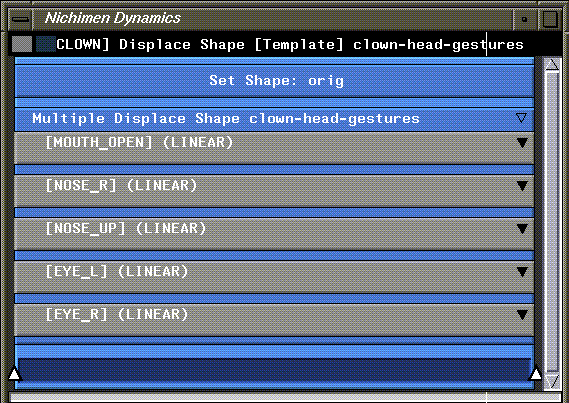 Nichimen Dynamics
CLOWN] Displace Shape [Template] clown-head-gestures
Set Shape: orig
Multiple Displace Shape clown-head-gestures
[MOUTH_OPEN] (LINEAR)
[NOSE_R] (LINEAR)
[NOSE_UP] (LINEAR)
[EYE_L] (LINEAR)
[EYE_R] (LINEAR)